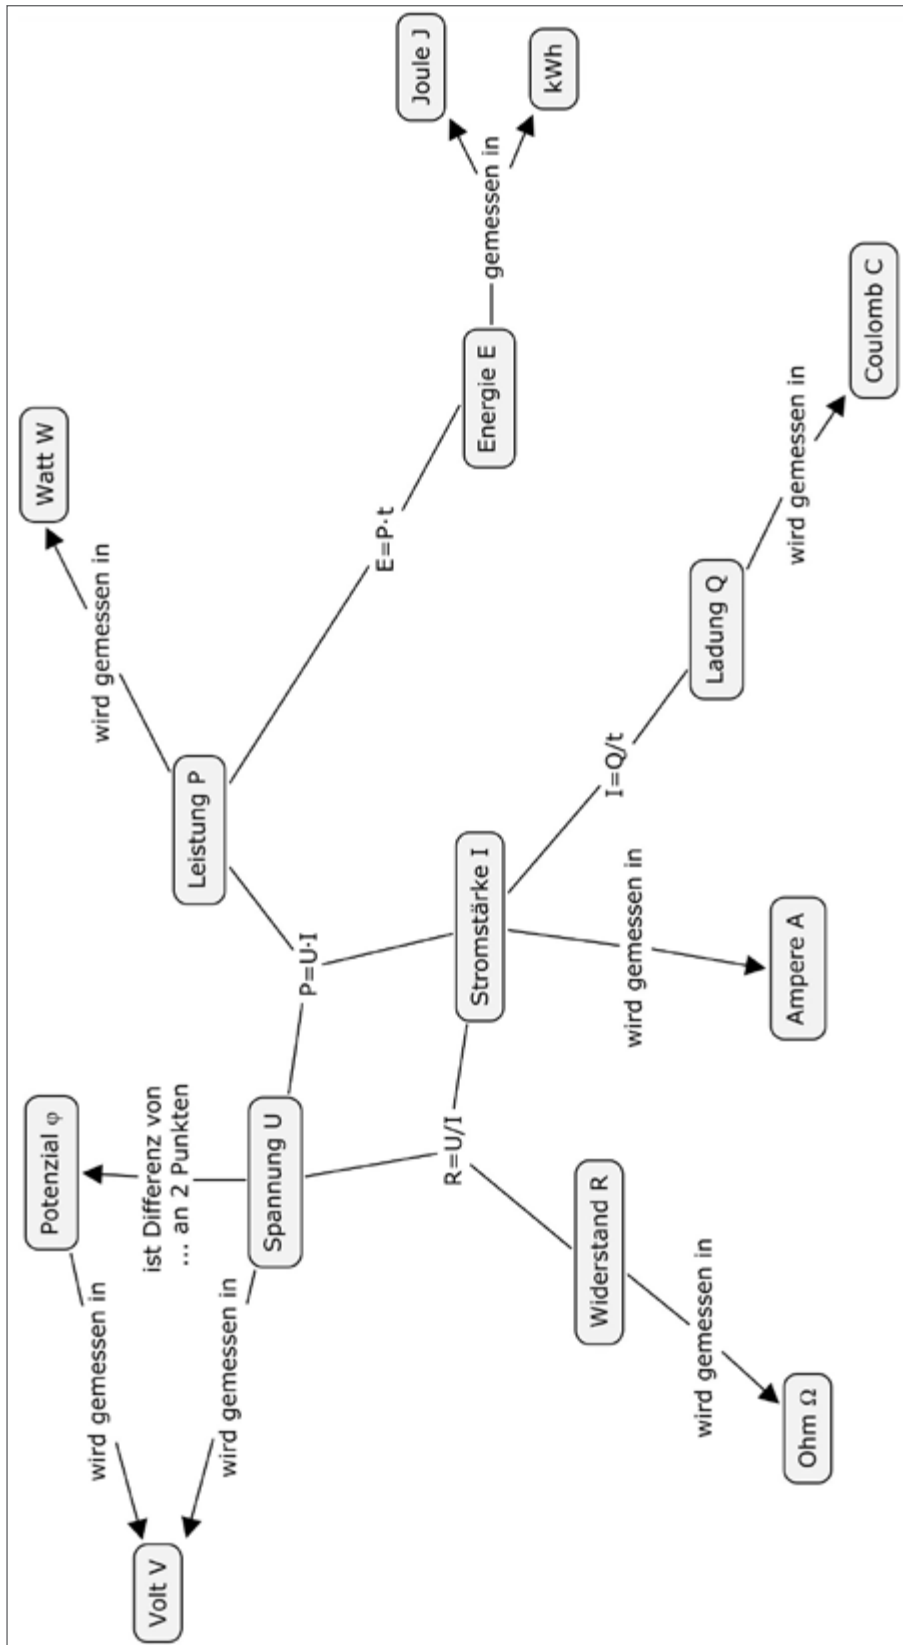 Potenzial φ
Watt W
wird gemessen in
wird gemessen in
Volt V
ist Differenz von
... an 2 Punkten
Leistung P
wird gemessen in
Spannung U
P=U·I
E=P·t
Joule J
R=U/I
Stromstärke I
Energie E
gemessen in
kWh
Widerstand R
I=Q/t
wird gemessen in
Ladung Q
wird gemessen in
wird gemessen in
Ohm Ω
Ampere A
Coulomb C